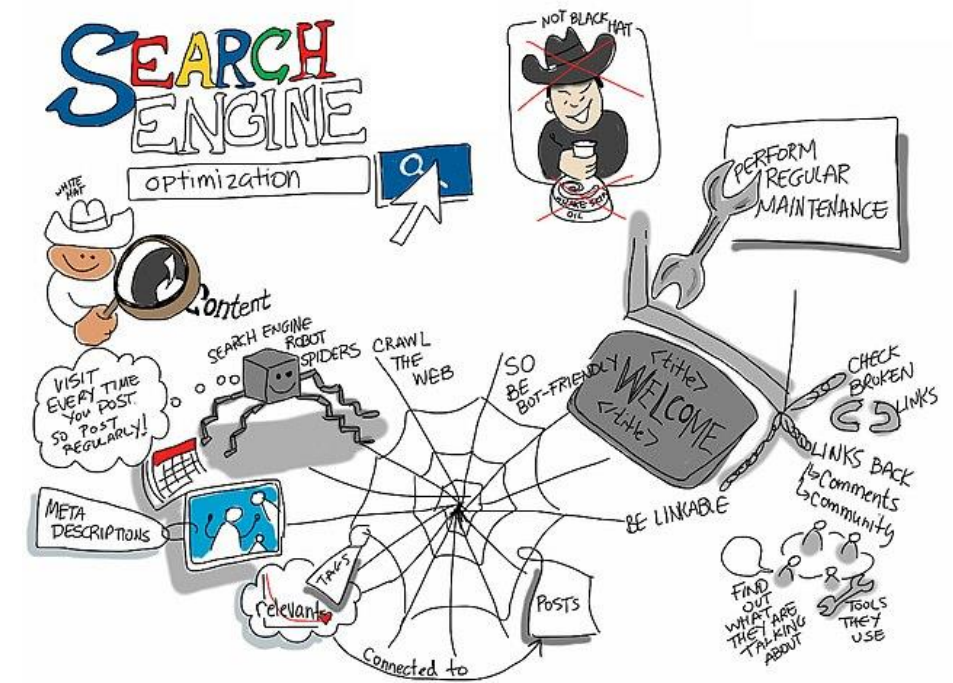 SEARCH
ENGINE
optimization
NOT BLACK HAT
SNAKE SKIN
OIL
PERFORM
REGULAR
MAINTENANCE
WHITE
HAT
Content
SEARCH ENGINE
ROBOT
SPIDERS
CRAWL
THE
WEB
SO
BE
BOT-FRIENDLY
<title>
WELCOME
</title>
CHECK
BROKEN
LINKS
VISIT
EVERY TIME
YOU POST
SO POST
REGULARLY!
LINKS BACK
Comments
Community
META
DESCRIPTIONS
BE LINKABLE
TAGS
relevant
POSTS
Connected to
FIND
OUT
WHAT
THEY ARE
TALKING
ABOUT
R
TOOLS
THEY
USE